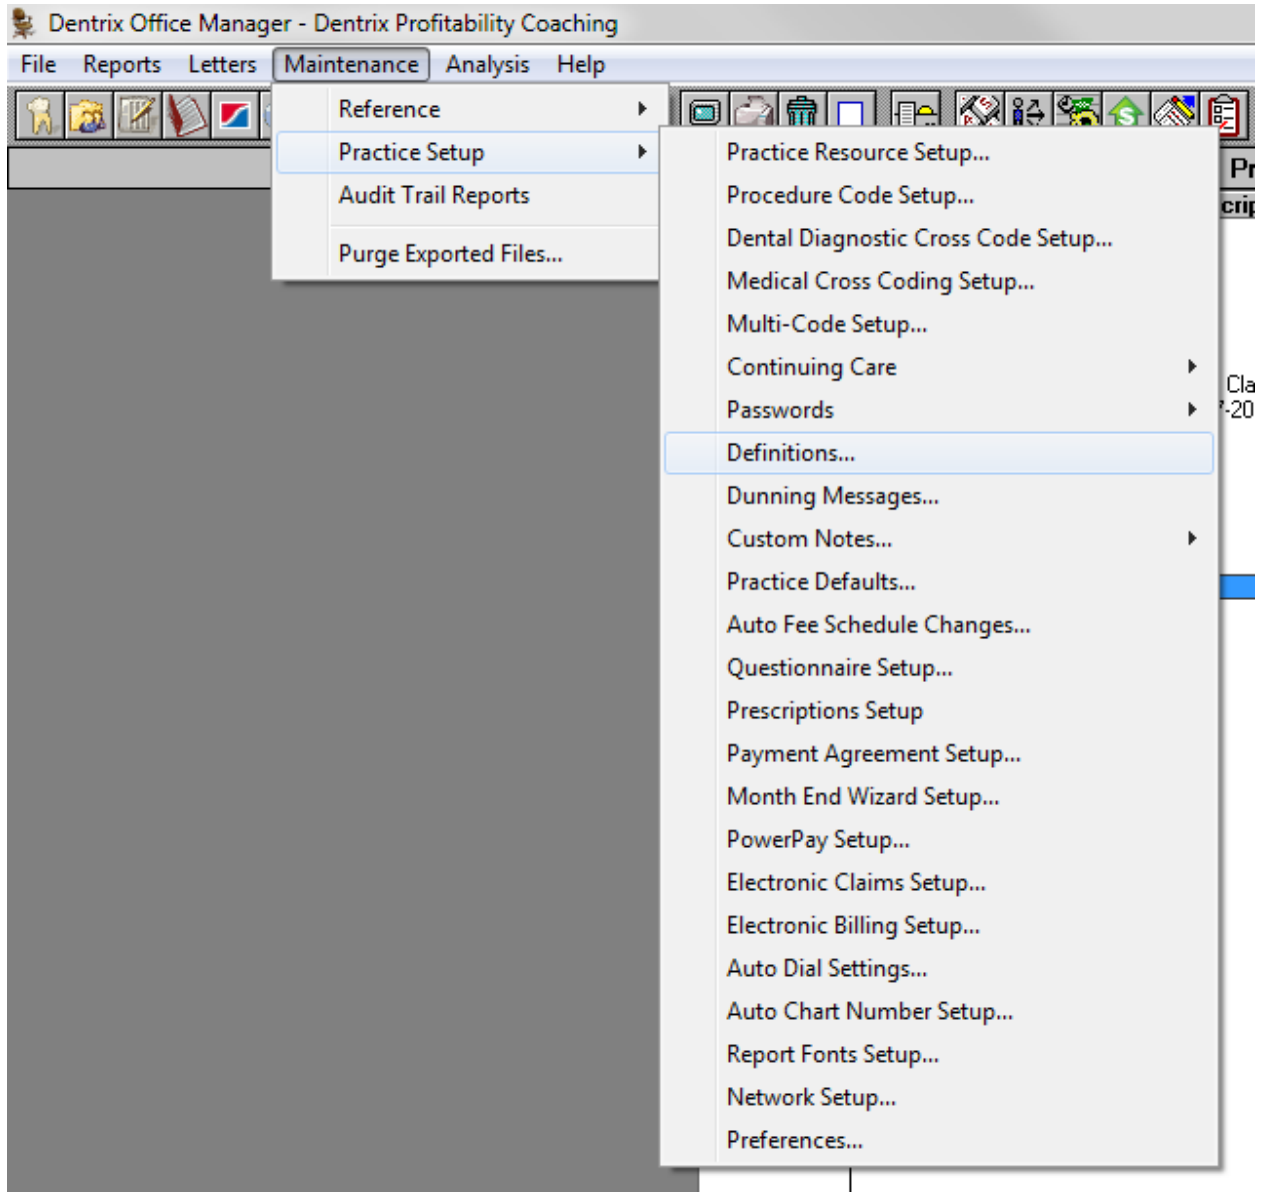 Dentrix Office Manager - Dentrix Profitability Coaching
File Reports Letters Maintenance Analysis Help
Reference
Practice Setup
Audit Trail Reports
Purge Exported Files...
Practice Resource Setup...
Procedure Code Setup...
Dental Diagnostic Cross Code Setup...
Medical Cross Coding Setup...
Multi-Code Setup...
Continuing Care
Passwords
Definitions...
Dunning Messages...
Custom Notes...
Practice Defaults...
Auto Fee Schedule Changes...
Questionnaire Setup...
Prescriptions Setup
Payment Agreement Setup...
Month End Wizard Setup...
PowerPay Setup...
Electronic Claims Setup...
Electronic Billing Setup...
Auto Dial Settings...
Auto Chart Number Setup...
Report Fonts Setup...
Network Setup...
Preferences...
Pr
crip
Cla
-20